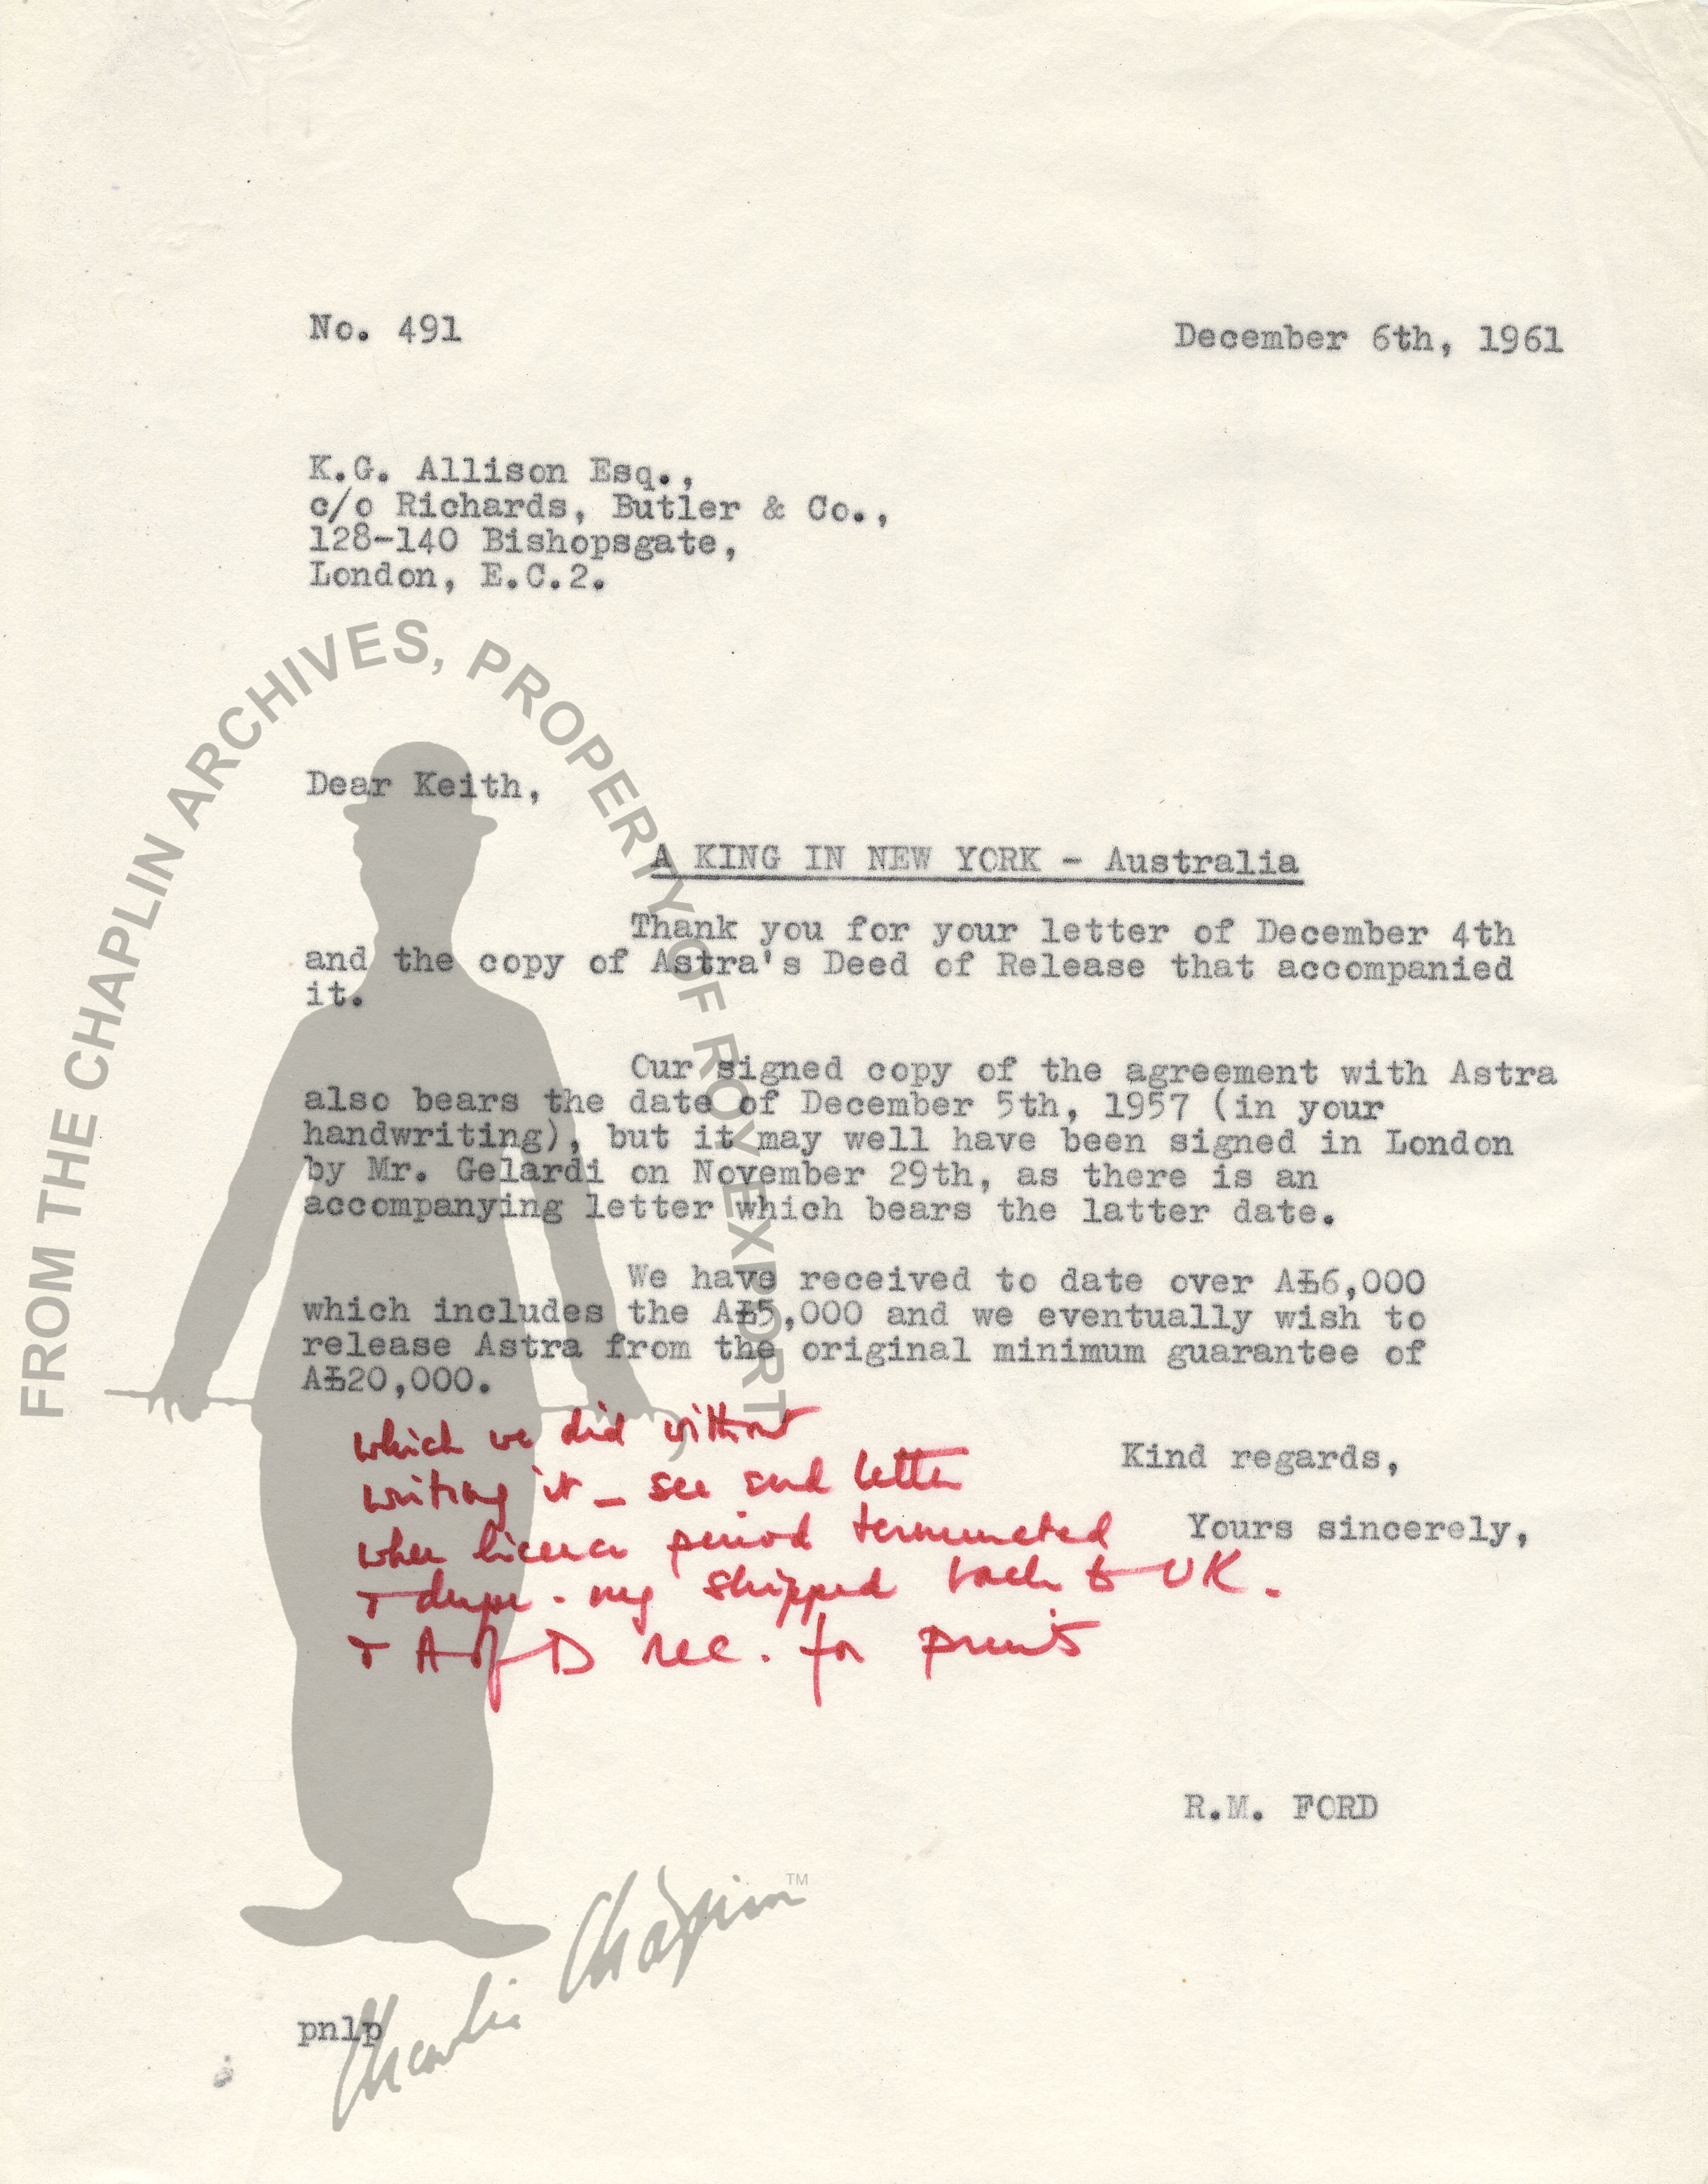 No. 491
December 6th, 1961
K.G. Allison Esq.,
c/o Richards, Butler & Co.,
128-140 Bishopsgate,
London, E.C.2.
FROM THE CHAPLIN ARCHIVES, PROPERTY OF ROY EXPORT
Dear Keith,
A KING IN NEW YORK - Australia
Thank you for your letter of December 4th
and the copy of Astra's Deed of Release that accompanied
it.
Our signed copy of the agreement with Astra
also bears the date of December 5th, 1957 (in your
handwriting), but it may well have been signed in London
by Mr. Gelardi on November 29th, as there is an
accompanying letter which bears the latter date.
We have received to date over A£6,000
which includes the A£5,000 and we eventually wish to
release Astra from the original minimum guarantee of
A£20,000.
which we did without
writing it - see letter
Kind regards,
when licence period terminated
Yours sincerely,
+ dupe. neg shipped back to UK.
+ A of D rec. for prints
R.M. FORD
Charlie Chaplin TM
pnlp